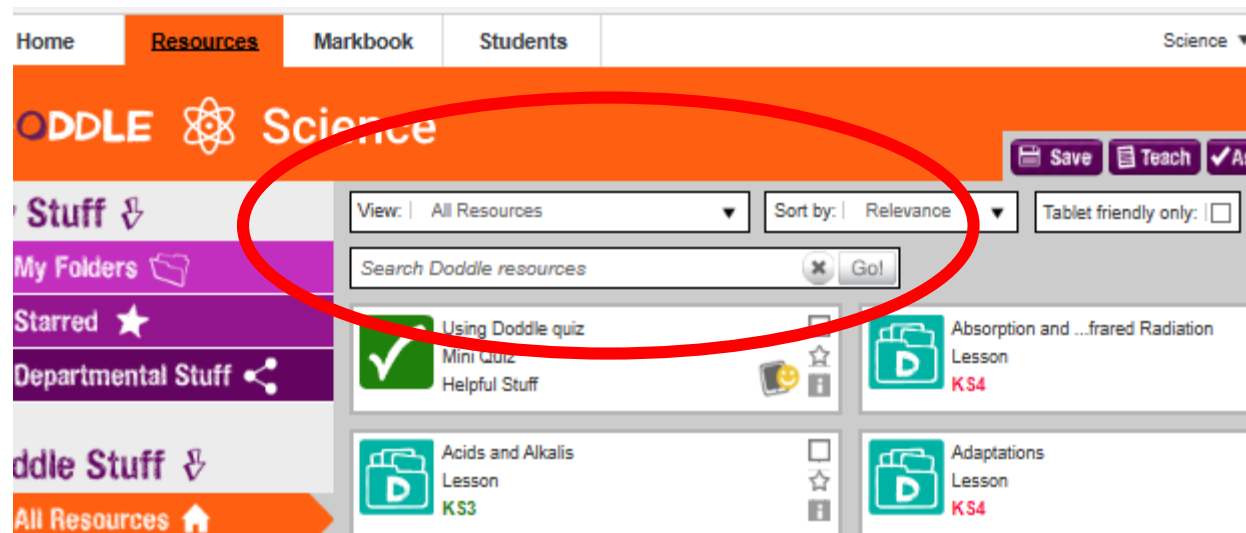 Home Resources Markbook Students Science
ODDLE Science
Save Teach
Stuff
View: All Resources Sort by: Relevance Tablet friendly only:
My Folders
Search Doddle resources Go!
Starred
Using Doddle quiz
Mini Quiz
Helpful Stuff
Absorption and ...frared Radiation
Lesson
KS4
Departmental Stuff
ddle Stuff
Acids and Alkalis
Lesson
KS3
Adaptations
Lesson
KS4
All Resources